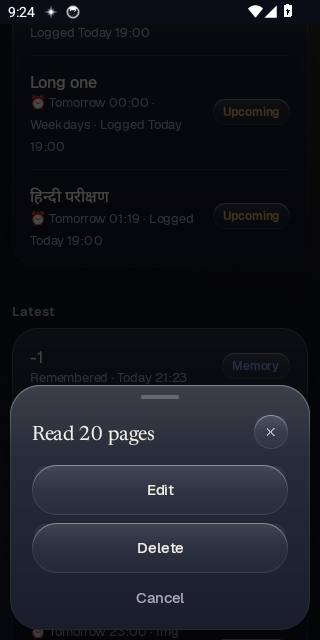 9:24
Logged Today 19:00
Long one
⏰ Tomorrow 00:00 ·
Weekdays · Logged Today
19:00
Upcoming
हिन्दी परीक्षण
⏰ Tomorrow 01:19 · Logged
Today 19:00
Upcoming
Latest
-1
Remembered · Today 21:23
Memory
Read 20 pages
Edit
Delete
Cancel
⏰ Tomorrow 23:00 ·